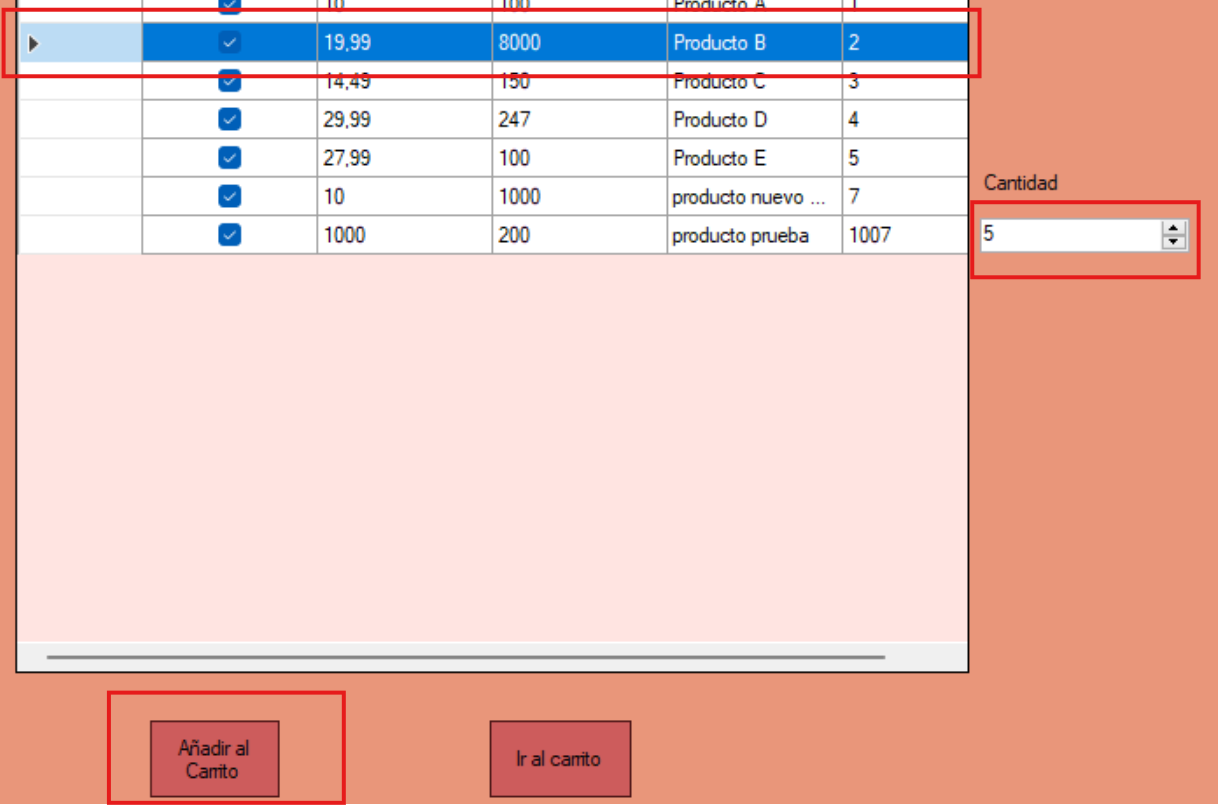 10 100 Producto A 1
19,99 8000 Producto B 2
14,49 150 Producto C 3
29,99 247 Producto D 4
27,99 100 Producto E 5
10 1000 producto nuevo ... 7
1000 200 producto prueba 1007
Cantidad
5
Añadir al
Carrito
Ir al carrito